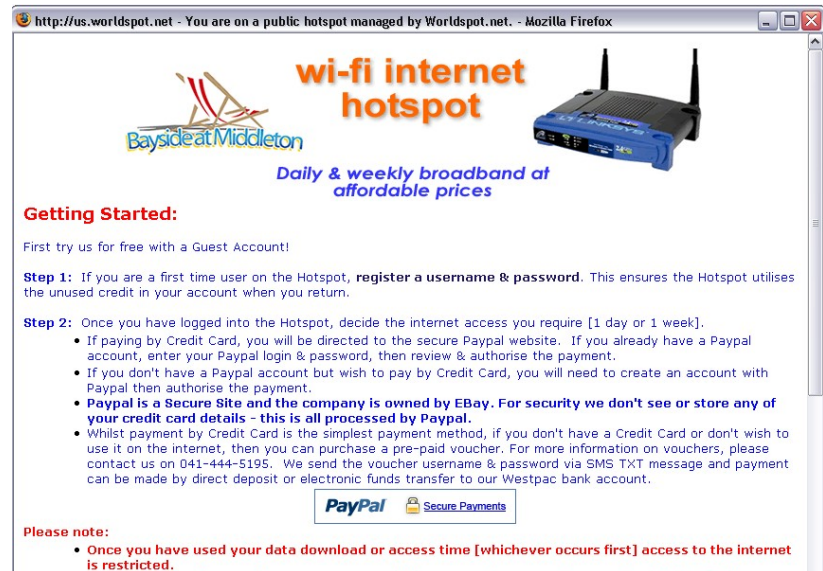 http://us.worldspot.net - You are on a public hotspot managed by Worldspot.net. - Mozilla Firefox
wi-fi internet
hotspot
Bayside at Middleton
LINKSYS
Daily & weekly broadband at
affordable prices
Getting Started:
First try us for free with a Guest Account!
Step 1: If you are a first time user on the Hotspot, register a username & password. This ensures the Hotspot utilises
the unused credit in your account when you return.
Step 2: Once you have logged into the Hotspot, decide the internet access you require [1 day or 1 week].
• If paying by Credit Card, you will be directed to the secure Paypal website. If you already have a Paypal
account, enter your Paypal login & password, then review & authorise the payment.
• If you don't have a Paypal account but wish to pay by Credit Card, you will need to create an account with
Paypal then authorise the payment.
• Paypal is a Secure Site and the company is owned by EBay. For security we don't see or store any of
your credit card details - this is all processed by Paypal.
• Whilst payment by Credit Card is the simplest payment method, if you don't have a Credit Card or don't wish to
use it on the internet, then you can purchase a pre-paid voucher. For more information on vouchers, please
contact us on 041-444-5195. We send the voucher username & password via SMS TXT message and payment
can be made by direct deposit or electronic funds transfer to our Westpac bank account.
PayPal Secure Payments
Please note:
• Once you have used your data download or access time [whichever occurs first] access to the internet
is restricted.